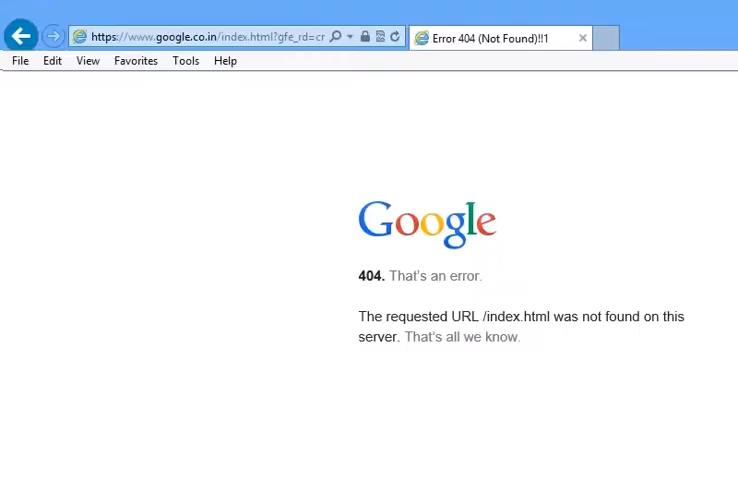 https://www.google.co.in/index.html?gfe_rd=cr
Error 404 (Not Found)!!1
File Edit View Favorites Tools Help
Google
404. That's an error.
The requested URL /index.html was not found on this
server. That's all we know.